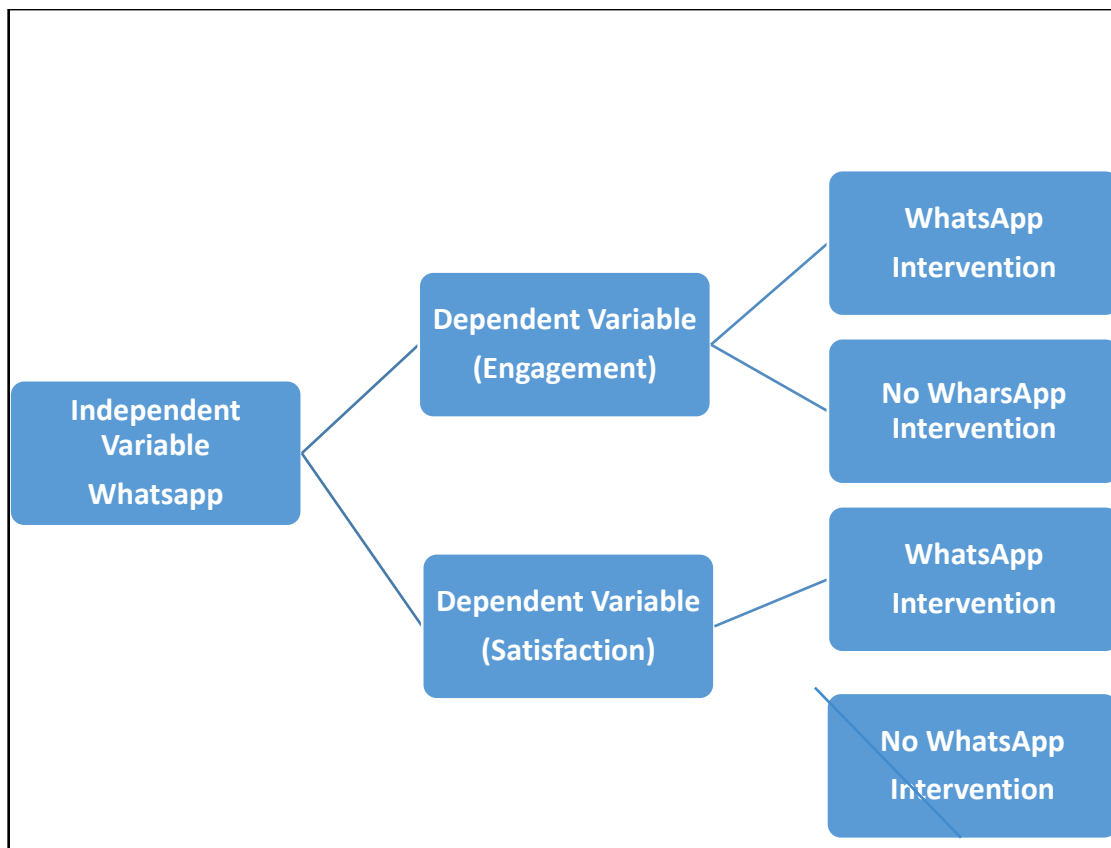 Independent
Variable
Whatsapp
Dependent Variable
(Engagement)
Dependent Variable
(Satisfaction)
WhatsApp
Intervention
No WharsApp
Intervention
WhatsApp
Intervention
No WhatsApp
Intervention